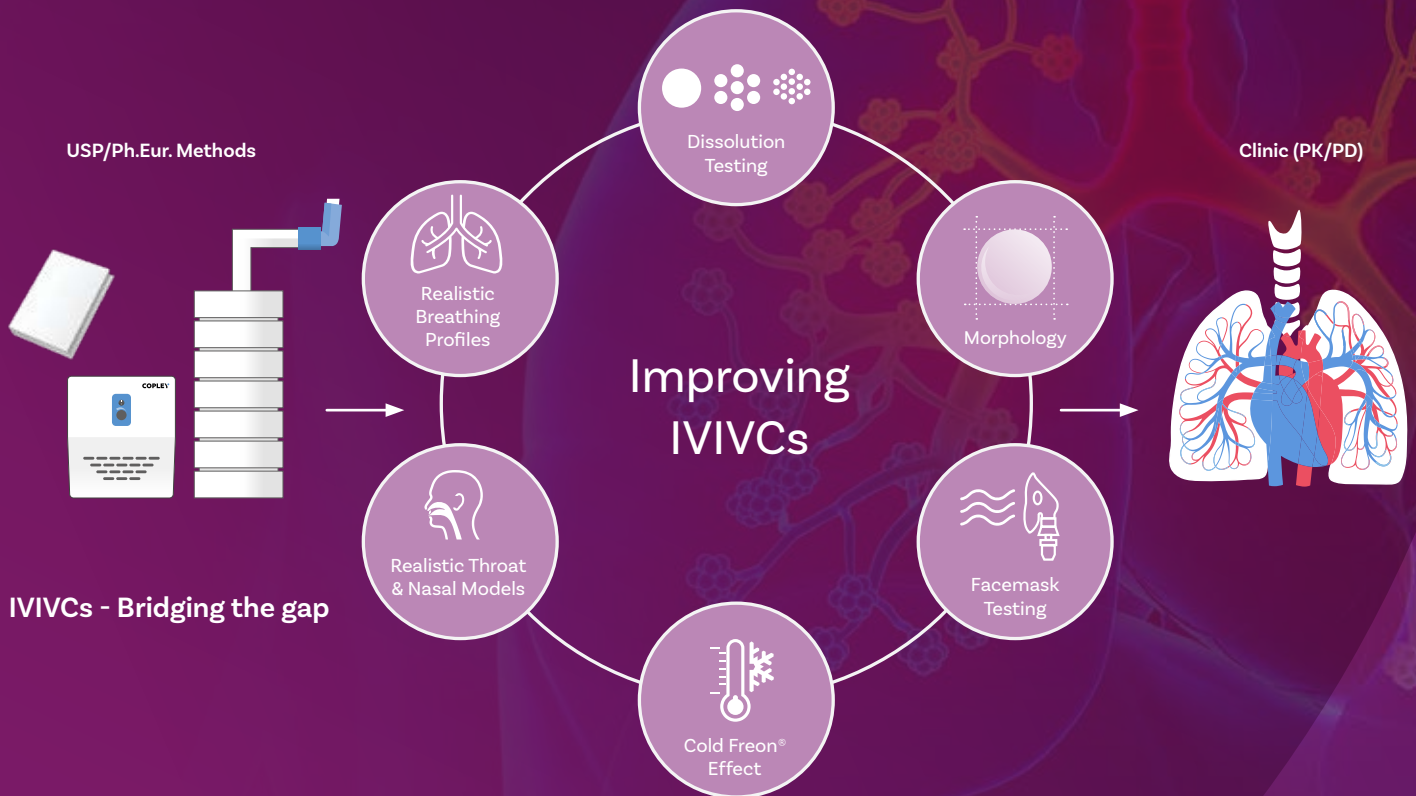 USP/Ph.Eur. Methods
COPLEY
IVIVCs - Bridging the gap
Dissolution
Testing
Realistic
Breathing
Profiles
Morphology
Improving
IVIVCs
Realistic Throat
& Nasal Models
Facemask
Testing
Cold Freon®
Effect
Clinic (PK/PD)